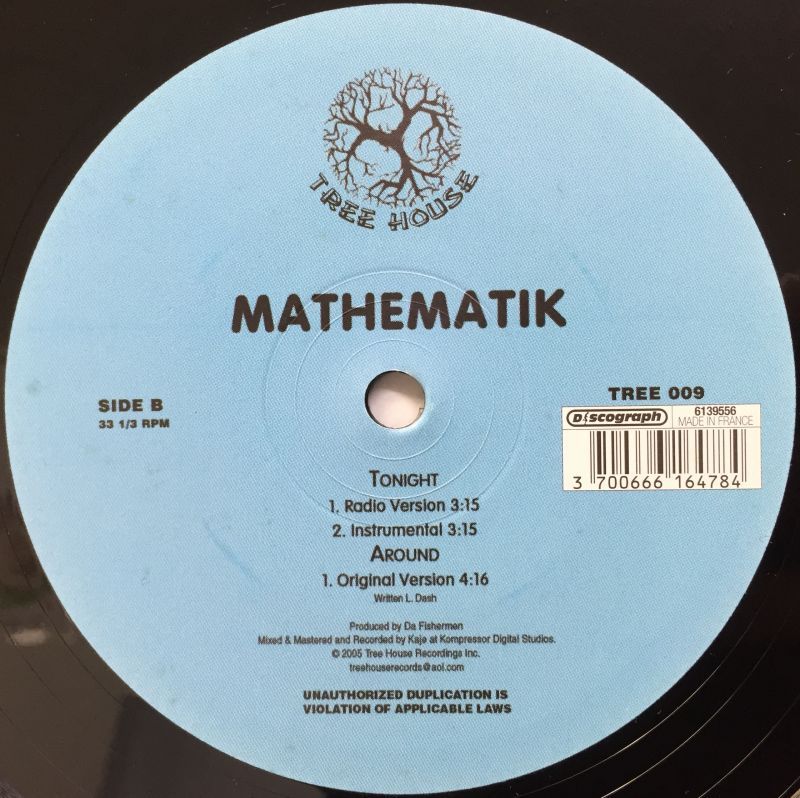 TREE HOUSE
MATHEMATIK
SIDE B
33 1/3 RPM
TREE 009
Discograph
6139556
MADE IN FRANCE
3 700666 164784
TONIGHT
1. Radio Version 3:15
2. Instrumental 3:15
AROUND
1. Original Version 4:16
Written L. Dash
Produced by Da Fishermen
Mixed & Mastered and Recorded by Kaje at Kompressor Digital Studios.
© 2005 Tree House Recordings Inc.
treehouserecords@aol.com
UNAUTHORIZED DUPLICATION IS
VIOLATION OF APPLICABLE LAWS